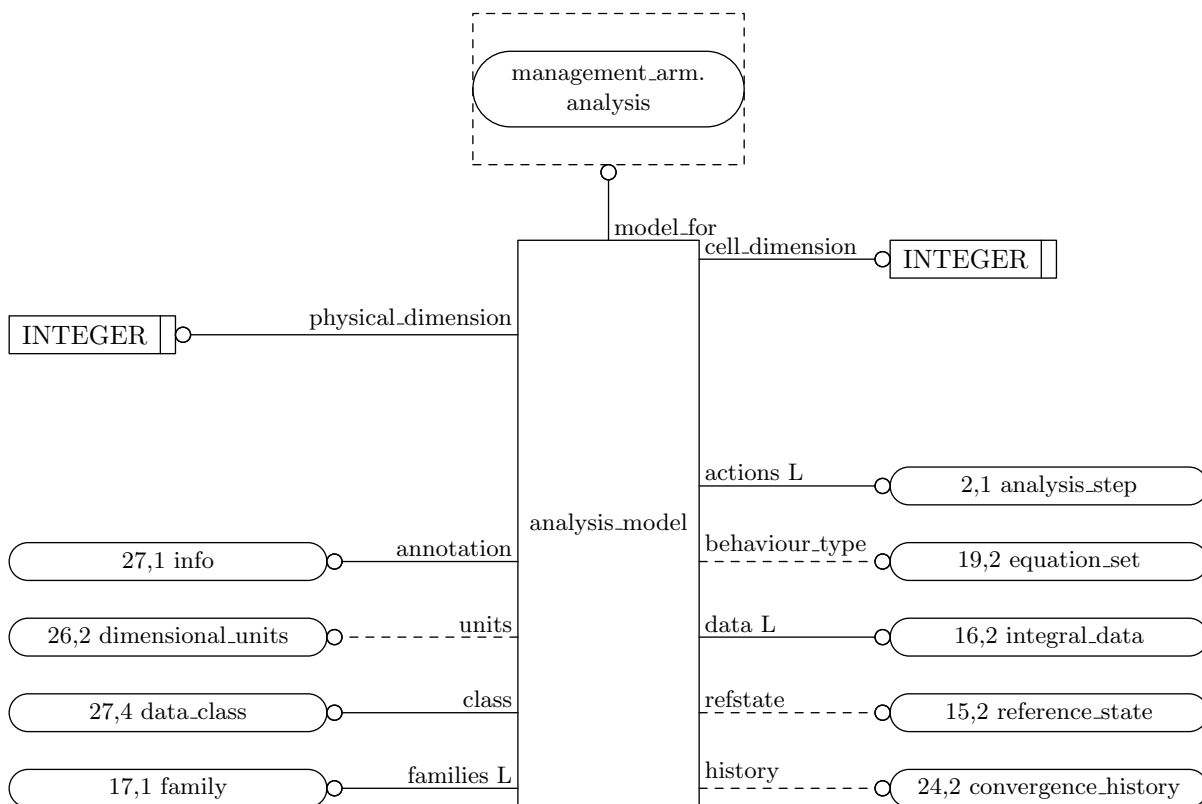 management_arm.
analysis
model_for
cell_dimension
INTEGER
physical_dimension
INTEGER
actions L
2,1 analysis_step
analysis_model
annotation
27,1 info
behaviour_type
19,2 equation_set
units
26,2 dimensional_units
data L
16,2 integral_data
class
27,4 data_class
refstate
15,2 reference_state
families L
17,1 family
history
24,2 convergence_history